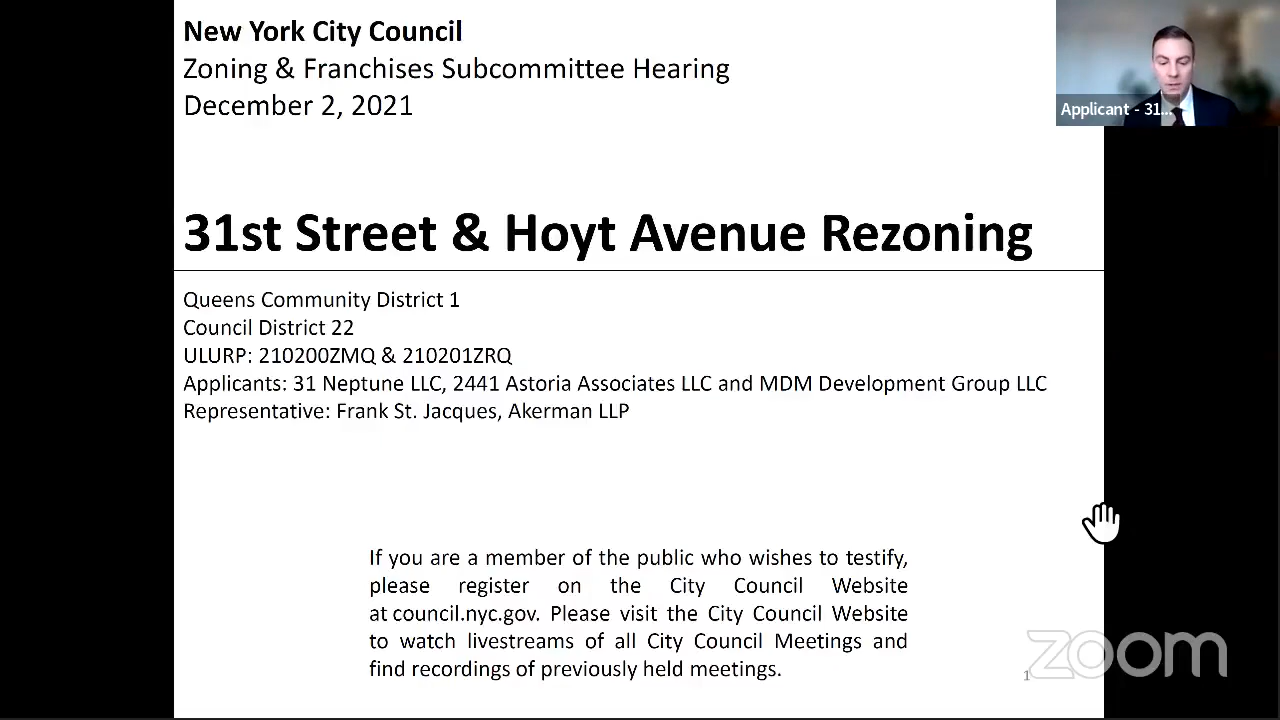 New York City Council
Zoning & Franchises Subcommittee Hearing
December 2, 2021
Applicant - 31...
31st Street & Hoyt Avenue Rezoning
Queens Community District 1
Council District 22
ULURP: 210200ZMQ & 210201ZRQ
Applicants: 31 Neptune LLC, 2441 Astoria Associates LLC and MDM Development Group LLC
Representative: Frank St. Jacques, Akerman LLP
If you are a member of the public who wishes to testify,
please register on the City Council Website
at council.nyc.gov. Please visit the City Council Website
to watch livestreams of all City Council Meetings and
find recordings of previously held meetings.
1
zoom